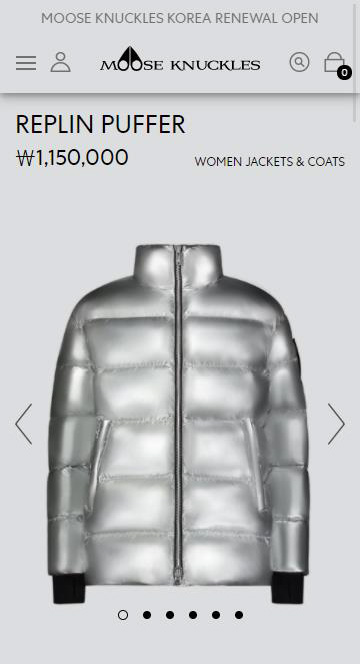 MOOSE KNUCKLES KOREA RENEWAL OPEN
MOOSE KNUCKLES
0
REPLIN PUFFER
₩1,150,000
WOMEN JACKETS & COATS